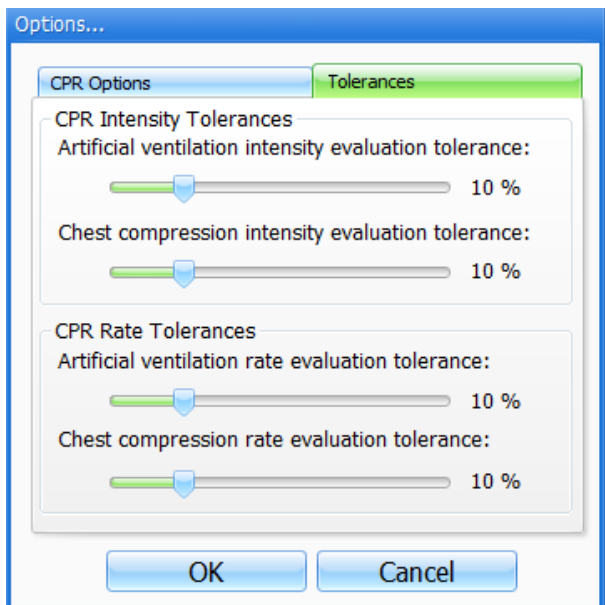 Options...
CPR Options
Tolerances
CPR Intensity Tolerances
Artificial ventilation intensity evaluation tolerance:
10 %
Chest compression intensity evaluation tolerance:
10 %
CPR Rate Tolerances
Artificial ventilation rate evaluation tolerance:
10 %
Chest compression rate evaluation tolerance:
10 %
OK
Cancel